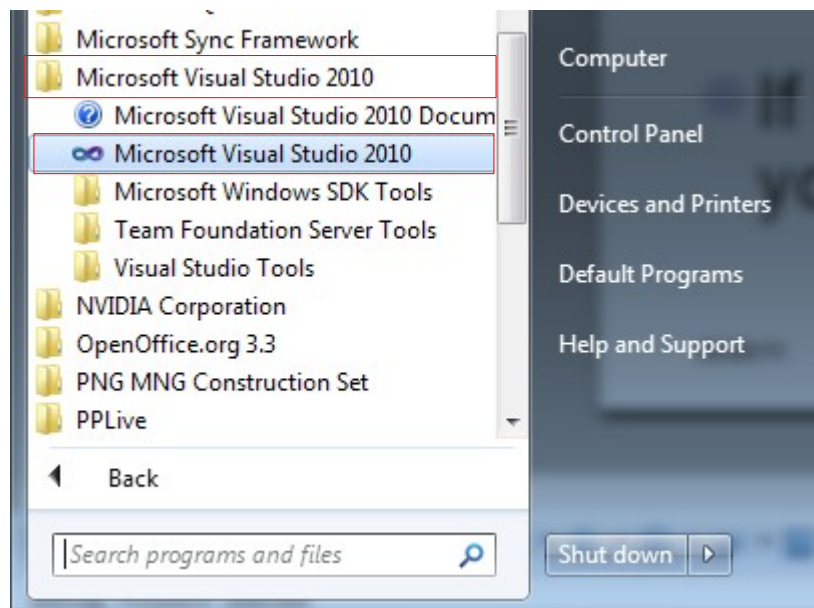 Microsoft Sync Framework
Microsoft Visual Studio 2010
Microsoft Visual Studio 2010 Docum
Microsoft Visual Studio 2010
Microsoft Windows SDK Tools
Team Foundation Server Tools
Visual Studio Tools
NVIDIA Corporation
OpenOffice.org 3.3
PNG MNG Construction Set
PPLive
Back
Search programs and files
Computer
Control Panel
Devices and Printers
Default Programs
Help and Support
Shut down
If
yo